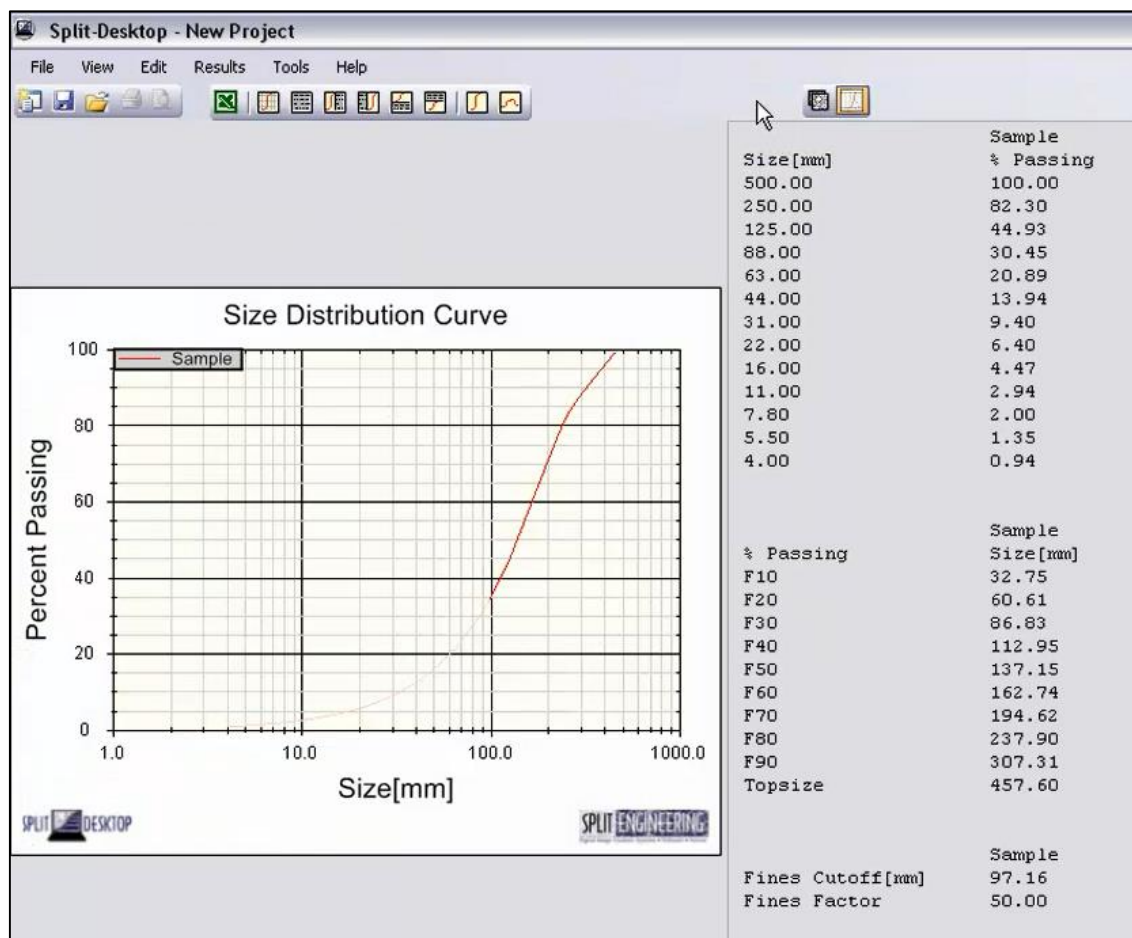 Split-Desktop - New Project
File View Edit Results Tools Help
Sample
Size[mm] % Passing
500.00 100.00
250.00 82.30
125.00 44.93
88.00 30.45
63.00 20.89
44.00 13.94
31.00 9.40
22.00 6.40
16.00 4.47
11.00 2.94
7.80 2.00
5.50 1.35
4.00 0.94
Sample
% Passing Size[mm]
F10 32.75
F20 60.61
F30 86.83
F40 112.95
F50 137.15
F60 162.74
F70 194.62
F80 237.90
F90 307.31
Topsize 457.60
Sample
Fines Cutoff[mm] 97.16
Fines Factor 50.00
Size Distribution Curve
Sample
Percent Passing
100
80
60
40
20
0
1.0 10.0 100.0 1000.0
Size[mm]
SPLIT DESKTOP
SPLIT ENGINEERING